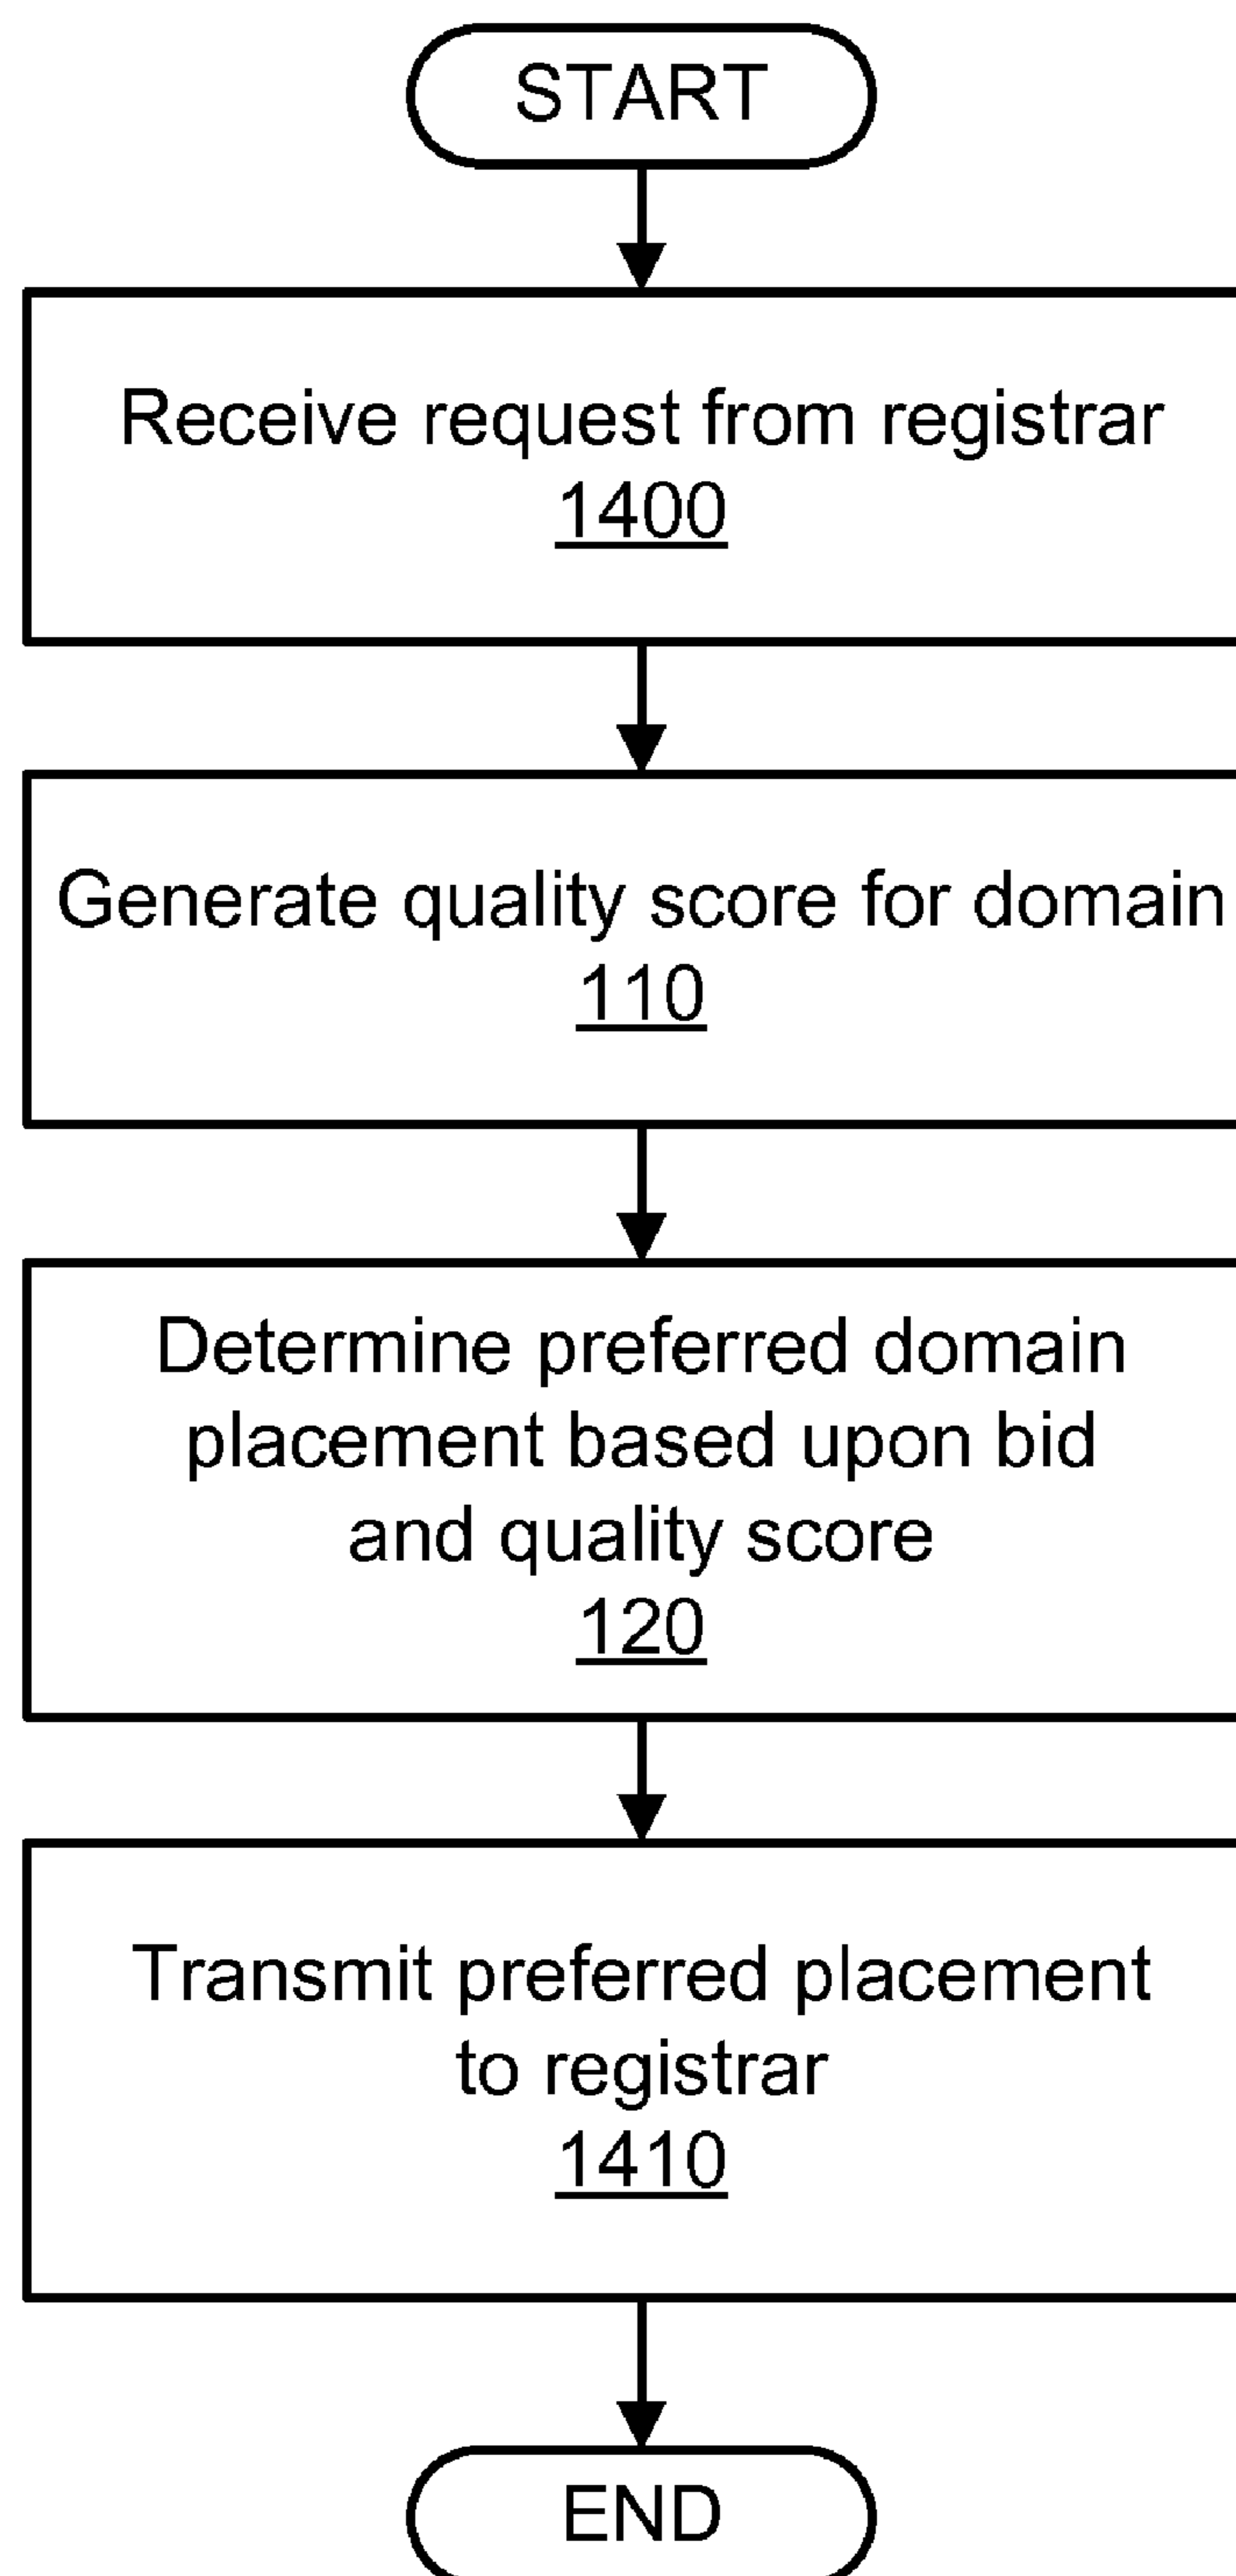 START
Receive request from registrar
1400
Generate quality score for domain
110
Determine preferred domain
placement based upon bid
and quality score
120
Transmit preferred placement
to registrar
1410
END